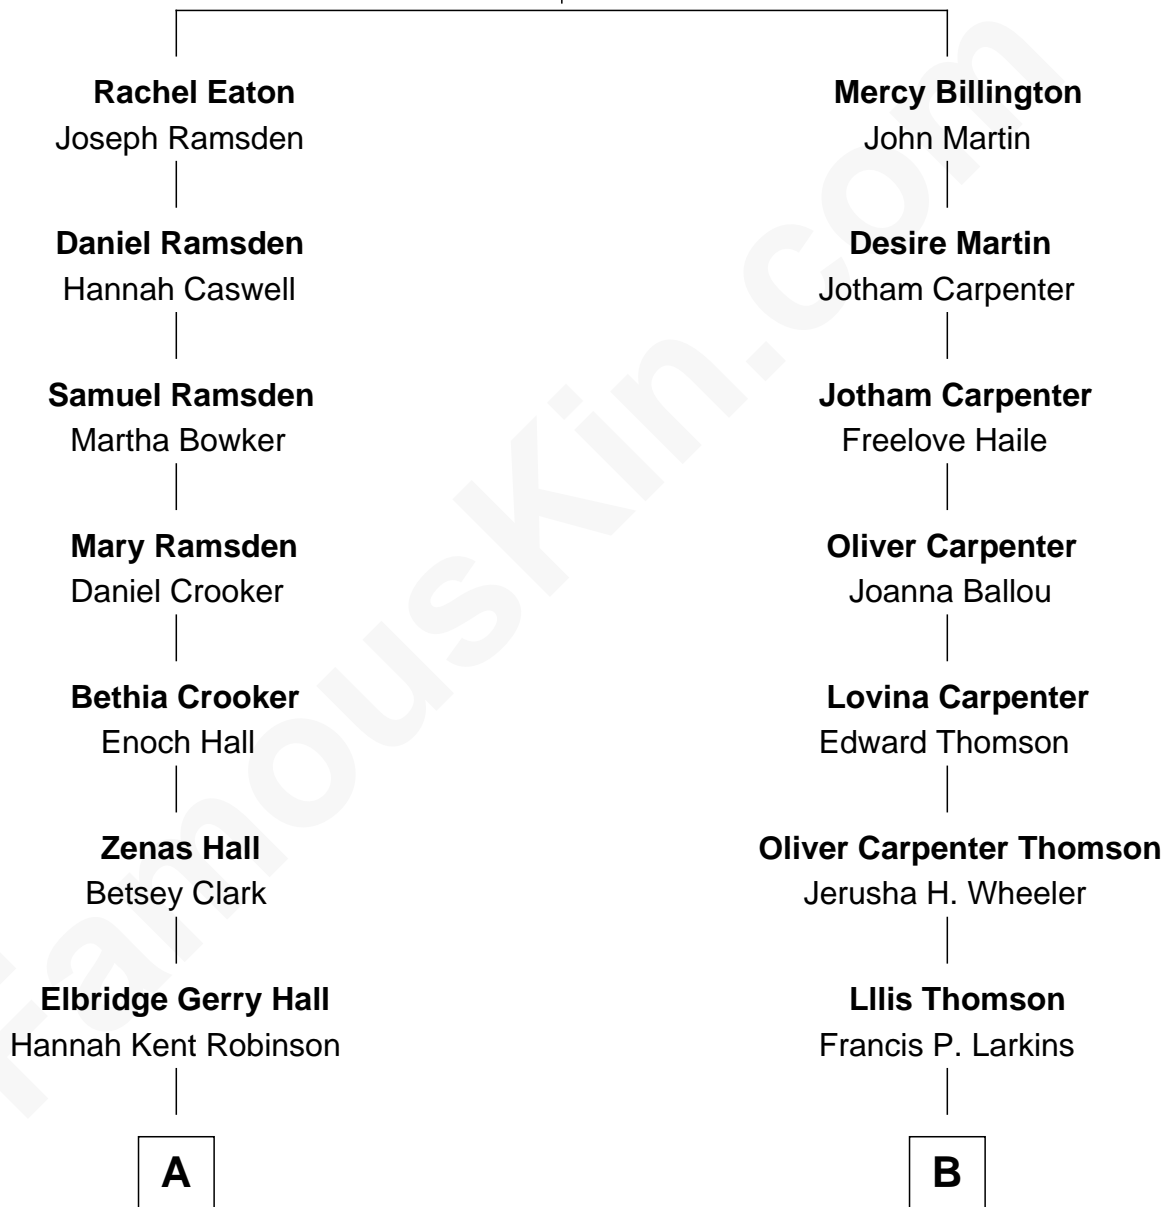 Rachel Eaton
Joseph Ramsden
Daniel Ramsden
Hannah Caswell
Samuel Ramsden
Martha Bowker
Mary Ramsden
Daniel Crooker
Bethia Crooker
Enoch Hall
Zenas Hall
Betsey Clark
Elbridge Gerry Hall
Hannah Kent Robinson
A
Mercy Billington
John Martin
Desire Martin
Jotham Carpenter
Jotham Carpenter
Freelove Haile
Oliver Carpenter
Joanna Ballou
Lovina Carpenter
Edward Thomson
Oliver Carpenter Thomson
Jerusha H. Wheeler
LIlis Thomson
Francis P. Larkins
B
FamousKin.com